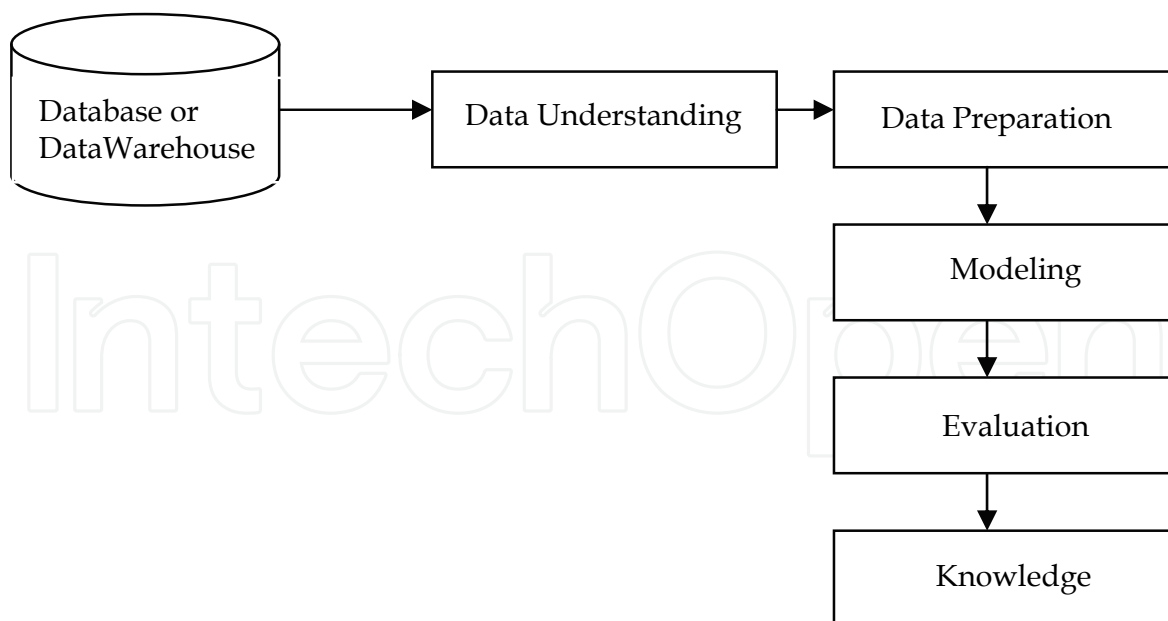 Database or
DataWarehouse
Data Understanding
Data Preparation
Modeling
IntechOpen
Evaluation
Knowledge